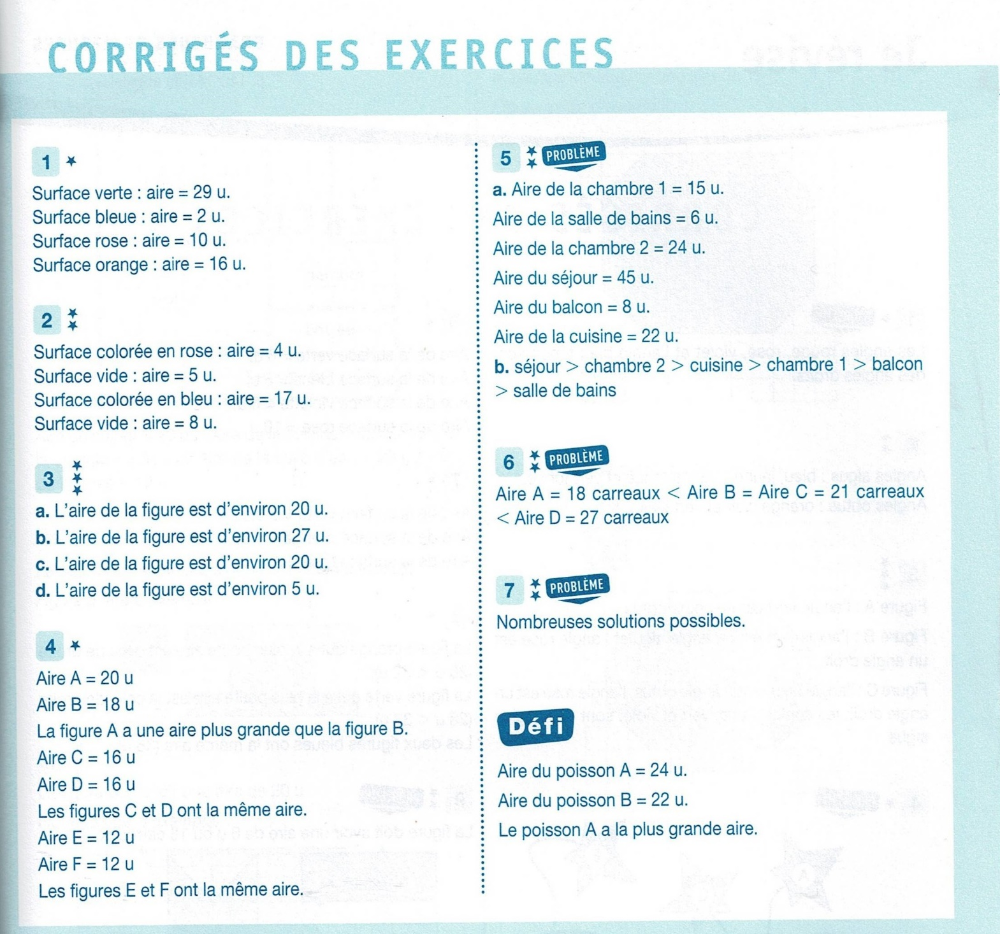 CORRIGÉS DES EXERCICES
1
Surface verte : aire = 29 u.
Surface bleue : aire = 2 u.
Surface rose : aire = 10 u.
Surface orange : aire = 16 u.
2
Surface colorée en rose : aire = 4 u.
Surface vide : aire = 5 u.
Surface colorée en bleu : aire = 17 u.
Surface vide : aire = 8 u.
3
a. L'aire de la figure est d'environ 20 u.
b. L'aire de la figure est d'environ 27 u.
c. L'aire de la figure est d'environ 20 u.
d. L'aire de la figure est d'environ 5 u.
4
Aire A = 20 u
Aire B = 18 u
La figure A a une aire plus grande que la figure B.
Aire C = 16 u
Aire D = 16 u
Les figures C et D ont la même aire.
Aire E = 12 u
Aire F = 12 u
Les figures E et F ont la même aire.
5 PROBLÈME
a. Aire de la chambre 1 = 15 u.
Aire de la salle de bains = 6 u.
Aire de la chambre 2 = 24 u.
Aire du séjour = 45 u.
Aire du balcon = 8 u.
Aire de la cuisine = 22 u.
b. séjour > chambre 2 > cuisine > chambre 1 > balcon
> salle de bains
6 PROBLÈME
Aire A = 18 carreaux < Aire B = Aire C = 21 carreaux
< Aire D = 27 carreaux
7 PROBLÈME
Nombreuses solutions possibles.
Défi
Aire du poisson A = 24 u.
Aire du poisson B = 22 u.
Le poisson A a la plus grande aire.